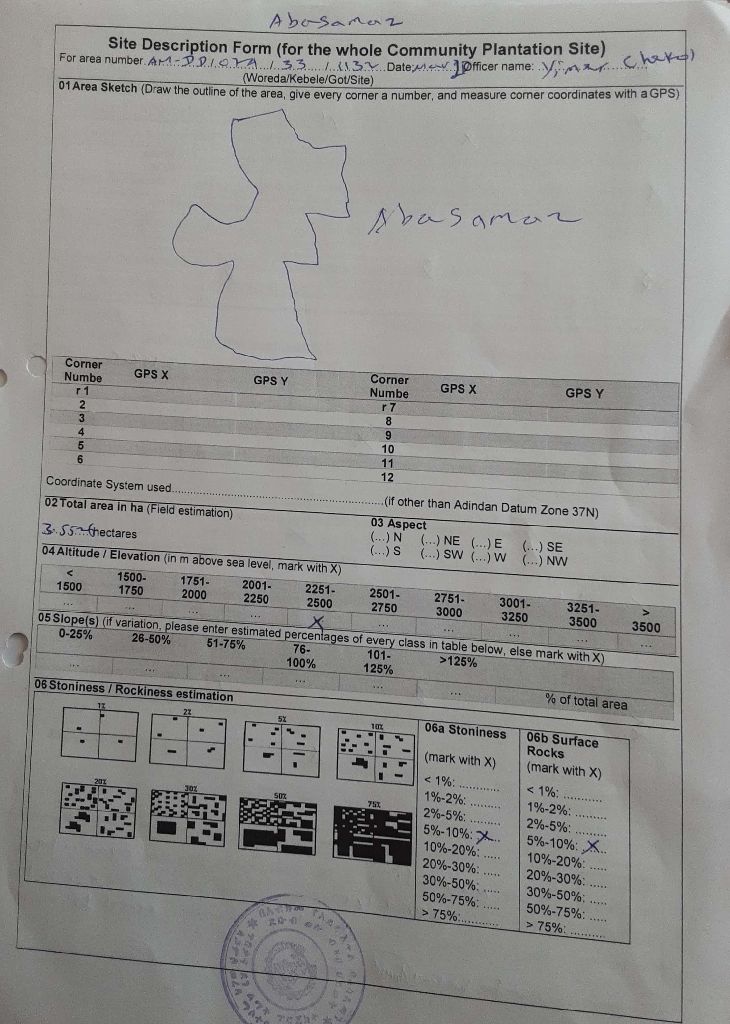 Abasamaz
Site Description Form (for the whole Community Plantation Site)
For area number AM-DD107A / 33 / 1132 Date: Officer name: Yimer
(Woreda/Kebele/Got/Site)
01 Area Sketch (Draw the outline of the area, give every corner a number, and measure corner coordinates with a GPS)
Abasamaz
Corner Numbe r GPS X GPS Y Corner Numbe r GPS X GPS Y
1 7
2 8
3 9
4 10
5 11
6 12
Coordinate System used..........(if other than Adindan Datum Zone 37N)
02 Total area in ha (Field estimation)
3.55 hectares
03 Aspect
(...) N (...) NE (...) E (...) SE
(...) S (...) SW (...) W (...) NW
04 Altitude / Elevation (in m above sea level, mark with X)
< 1500 1500-1750 1751-2000 2001-2250 2251-2500 2501-2750 2751-3000 3001-3250 3251-3500 > 3500
... ... ... ... X ... ... ... ... ...
05 Slope(s) (if variation, please enter estimated percentages of every class in table below, else mark with X)
0-25% 26-50% 51-75% 76-100% 101-125% >125%
... ... ... ... ... ... % of total area
06 Stoniness / Rockiness estimation
1% 2% 5% 10%
20% 30% 50% 75%
06a Stoniness
(mark with X)
< 1%: ..........
1%-2%: ........
2%-5%: ........
5%-10%: X
10%-20%: .....
20%-30%: .....
30%-50%: .....
50%-75%: .....
> 75%:..........
06b Surface Rocks
(mark with X)
< 1%: ..........
1%-2%: ........
2%-5%: ........
5%-10%: X
10%-20%: .....
20%-30%: .....
30%-50%: .....
50%-75%: .....
> 75%: ..........